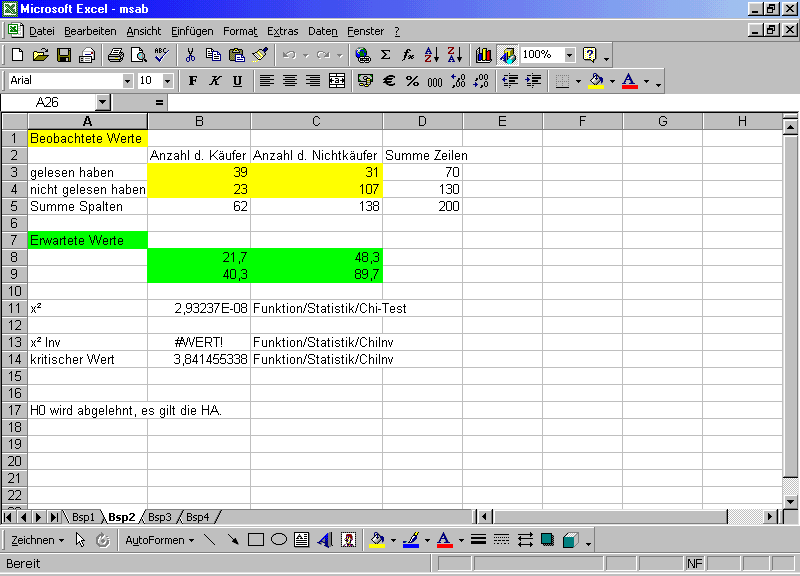 Microsoft Excel - msab
Datei Bearbeiten Ansicht Einfügen Format Extras Daten Fenster ?
100%
Arial 10 F K U € % 000
A26 =
A B C D E F G H
1 Beobachtete Werte
2 Anzahl d. Käufer Anzahl d. Nichtkäufer Summe Zeilen
3 gelesen haben 39 31 70
4 nicht gelesen haben 23 107 130
5 Summe Spalten 62 138 200
6
7 Erwartete Werte
8 21,7 48,3
9 40,3 89,7
10
11 x² 2,93237E-08 Funktion/Statistik/Chi-Test
12
13 x² Inv #WERT! Funktion/Statistik/ChiInv
14 kritischer Wert 3,841455338 Funktion/Statistik/ChiInv
15
16
17 H0 wird abgelehnt, es gilt die HA.
18
19
20
21
22
Bsp1 Bsp2 Bsp3 Bsp4
Zeichnen AutoFormen
Bereit NF